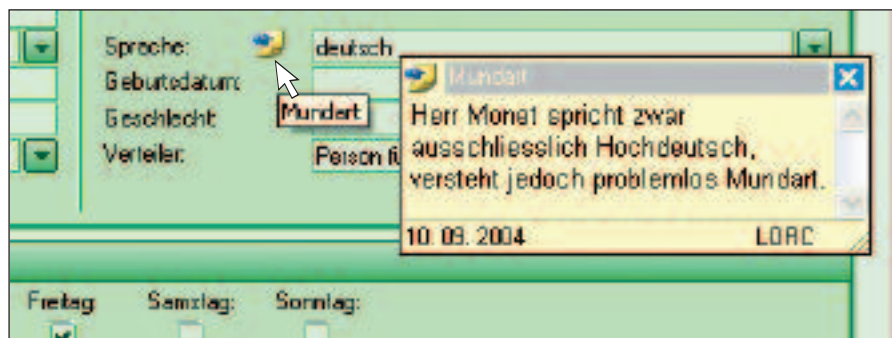 Sprache: deutsch
Geburtsdatum:
Geschlecht:
Verteiler: Person fü
Mundart
Mundart
Herr Monet spricht zwar
ausschliesslich Hochdeutsch,
versteht jedoch problemlos Mundart.
10. 09. 2004
Freitag Samstag: Sonntag: